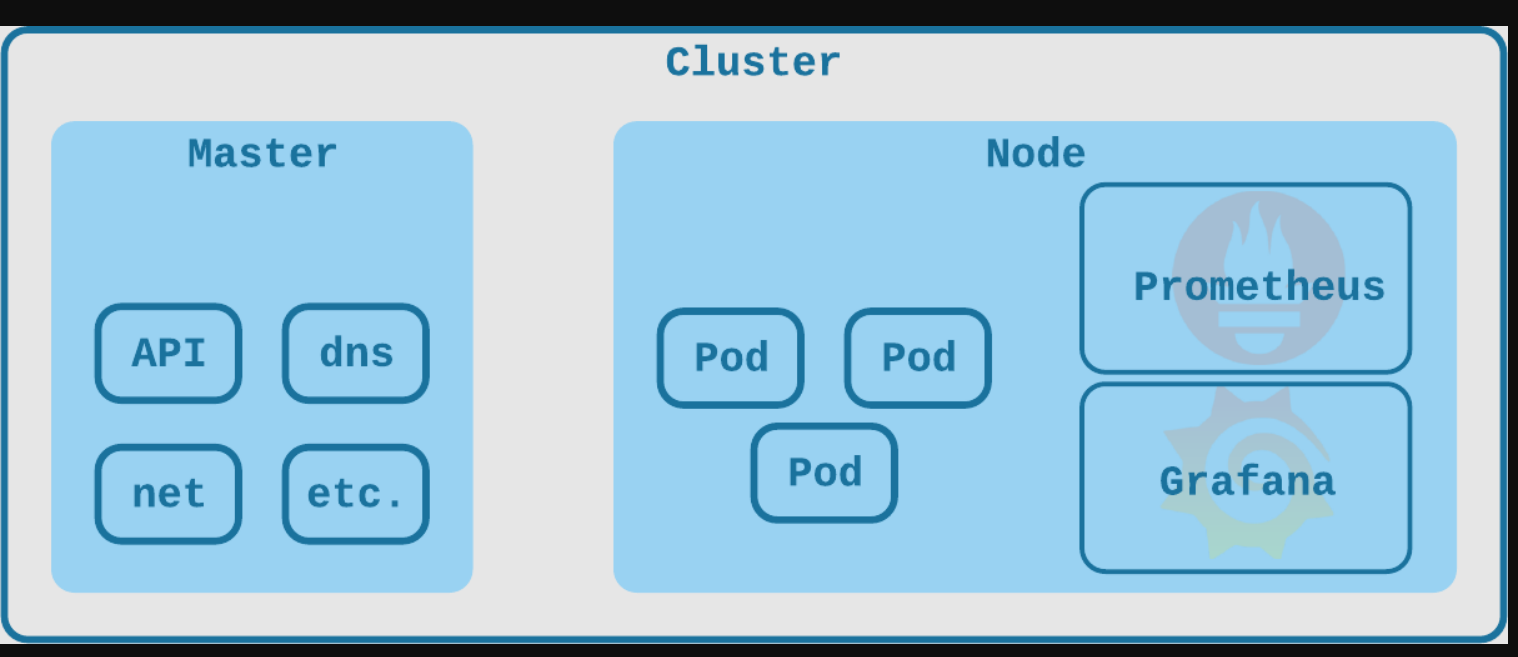 Cluster
Master
Node
Prometheus
API
dns
Pod
Pod
Pod
Grafana
net
etc.